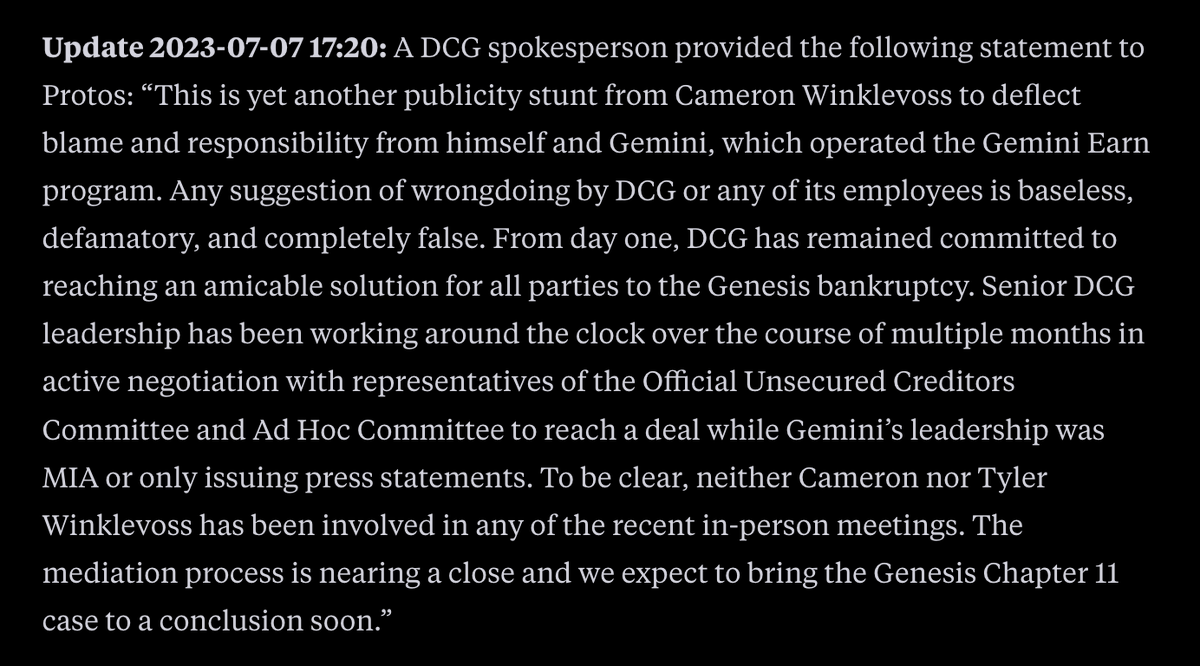 Update 2023-07-07 17:20: A DCG spokesperson provided the following statement to
Protos: “This is yet another publicity stunt from Cameron Winklevoss to deflect
blame and responsibility from himself and Gemini, which operated the Gemini Earn
program. Any suggestion of wrongdoing by DCG or any of its employees is baseless,
defamatory, and completely false. From day one, DCG has remained committed to
reaching an amicable solution for all parties to the Genesis bankruptcy. Senior DCG
leadership has been working around the clock over the course of multiple months in
active negotiation with representatives of the Official Unsecured Creditors
Committee and Ad Hoc Committee to reach a deal while Gemini’s leadership was
MIA or only issuing press statements. To be clear, neither Cameron nor Tyler
Winklevoss has been involved in any of the recent in-person meetings. The
mediation process is nearing a close and we expect to bring the Genesis Chapter 11
case to a conclusion soon.”